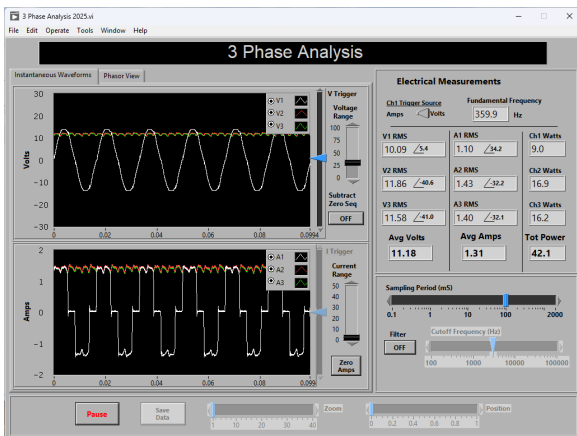 3 Phase Analysis 2025.vi
File Edit Operate Tools Window Help
3 Phase Analysis
Instantaneous Waveforms Phasor View
Volts
30
20
10
0
-10
-20
-30
0.00 0.02 0.04 0.06 0.08 0.0994
V1
V2
V3
V Trigger
Voltage
Range
100
75
50
25
0
Subtract
Zero Seq
OFF
Amps
2
1
0
-1
-2
0.00 0.02 0.04 0.06 0.08 0.099
A1
A2
A3
I Trigger
Current
Range
50
40
30
20
10
0
Zero
Amps
Electrical Measurements
Ch1 Trigger Source
Amps Volts
Fundamental Frequency
359.9 Hz
V1 RMS A1 RMS Ch1 Watts
10.09 5.4 1.10 34.2 9.0
V2 RMS A2 RMS Ch2 Watts
11.86 -40.6 1.43 -32.2 16.9
V3 RMS A3 RMS Ch3 Watts
11.58 -41.0 1.40 -32.1 16.2
Avg Volts Avg Amps Tot Power
11.18 1.31 42.1
Sampling Period (mS)
0.1 1 10 100 2000
Filter
OFF
Cutoff Frequency (Hz)
100 1000 10000 100000
Pause
Save
Data
Zoom
1 10 20 30 40
Position
0 0.2 0.4 0.6 0.8 1